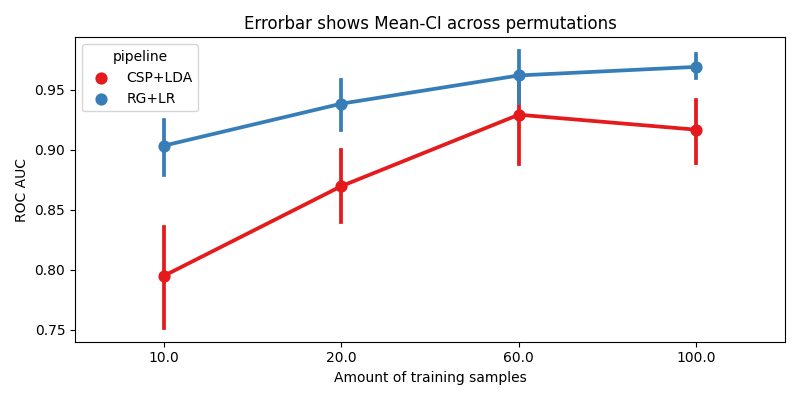 Errorbar shows Mean-CI across permutations
pipeline
CSP+LDA
RG+LR
0.95
0.90
0.85
0.80
0.75
ROC AUC
10.0 20.0 60.0 100.0
Amount of training samples